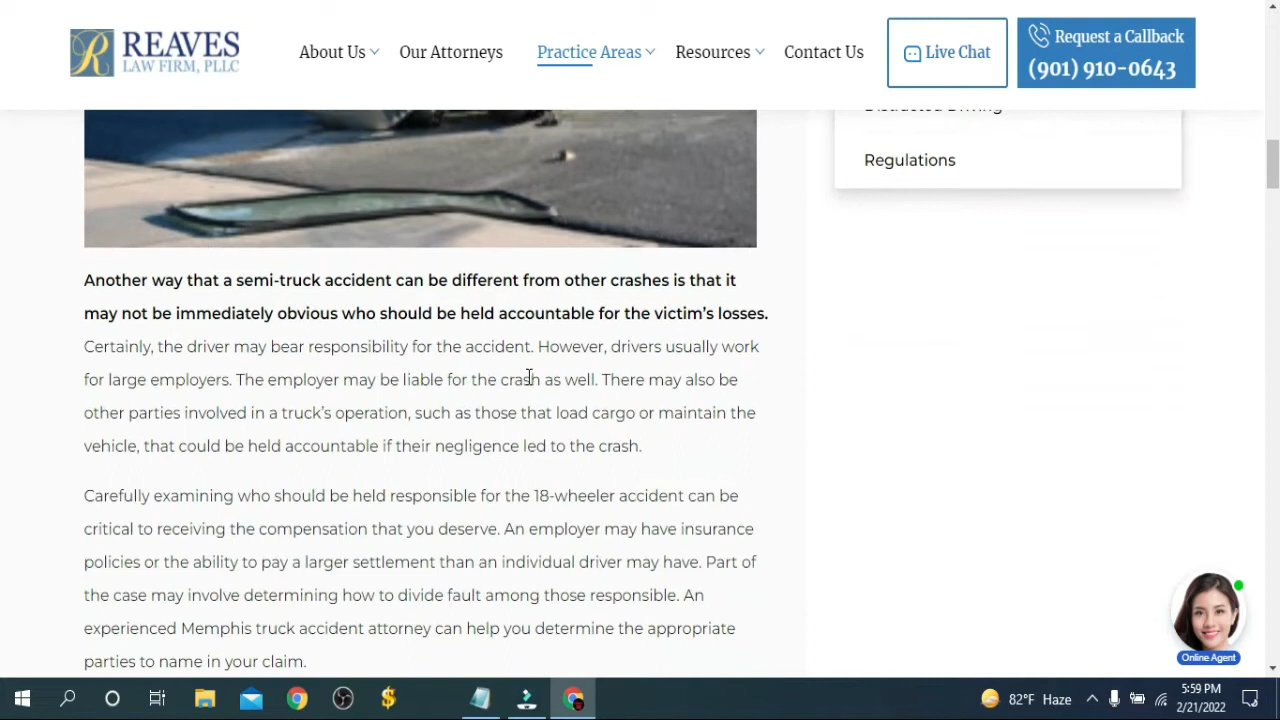 REAVES
LAW FIRM, PLLC
About Us
Our Attorneys
Practice Areas
Resources
Contact Us
Live Chat
Request a Callback
(901) 910-0643
Distracted Driving
Regulations
Another way that a semi-truck accident can be different from other crashes is that it
may not be immediately obvious who should be held accountable for the victim's losses.
Certainly, the driver may bear responsibility for the accident. However, drivers usually work
for large employers. The employer may be liable for the crash as well. There may also be
other parties involved in a truck's operation, such as those that load cargo or maintain the
vehicle, that could be held accountable if their negligence led to the crash.
Carefully examining who should be held responsible for the 18-wheeler accident can be
critical to receiving the compensation that you deserve. An employer may have insurance
policies or the ability to pay a larger settlement than an individual driver may have. Part of
the case may involve determining how to divide fault among those responsible. An
experienced Memphis truck accident attorney can help you determine the appropriate
parties to name in your claim.
Online Agent
82°F Haze
5:59 PM
2/21/2022